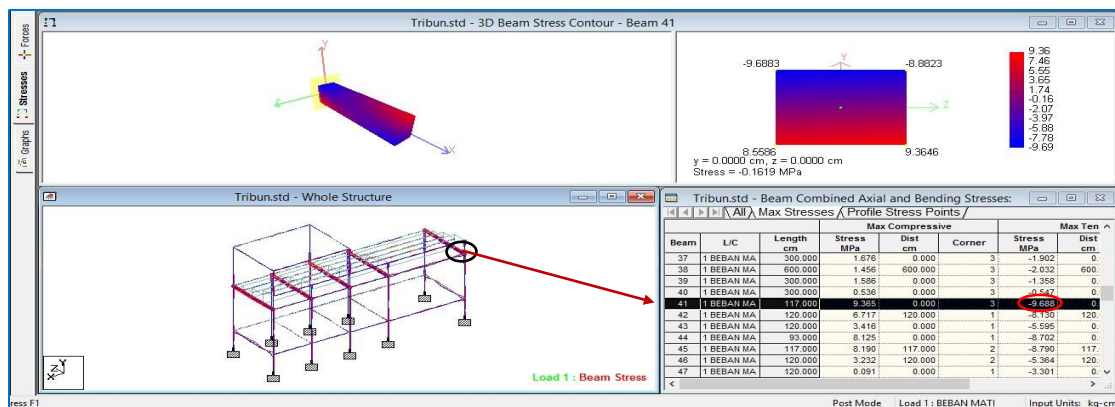 Tribun.std - 3D Beam Stress Contour - Beam 41
Forces
Stresses
Graphs
Y
Z
X
-9.6883
-8.8823
Y
Z
8.5586
9.3646
y = 0.0000 cm, z = 0.0000 cm
Stress = -0.1619 MPa
9.36
7.46
5.55
3.65
1.74
-0.16
-2.07
-3.97
-5.88
-7.78
-9.69
Tribun.std - Whole Structure
Load 1 : Beam Stress
Tribun.std - Beam Combined Axial and Bending Stresses:
All Max Stresses Profile Stress Points
Max Compressive Max Ten
Beam L/C Length cm Stress MPa Dist cm Corner Stress MPa Dist cm
37 1 BEBAN MA 300.000 1.676 0.000 3 -1.902 0.
38 1 BEBAN MA 600.000 1.456 600.000 3 -2.032 600.
39 1 BEBAN MA 300.000 1.586 0.000 3 -1.358 0.
40 1 BEBAN MA 300.000 0.536 0.000 3 -0.547 0.
41 1 BEBAN MA 117.000 9.365 0.000 3 -9.688 0.
42 1 BEBAN MA 120.000 6.717 120.000 1 -8.130 120.
43 1 BEBAN MA 120.000 3.416 0.000 1 -5.595 0.
44 1 BEBAN MA 93.000 8.125 0.000 1 -8.702 0.
45 1 BEBAN MA 117.000 8.190 117.000 2 -8.790 117.
46 1 BEBAN MA 120.000 3.232 120.000 2 -5.364 120.
47 1 BEBAN MA 120.000 0.091 0.000 1 -3.301 0.
ress F1
Post Mode Load 1 : BEBAN MATI Input Units: kg-cm